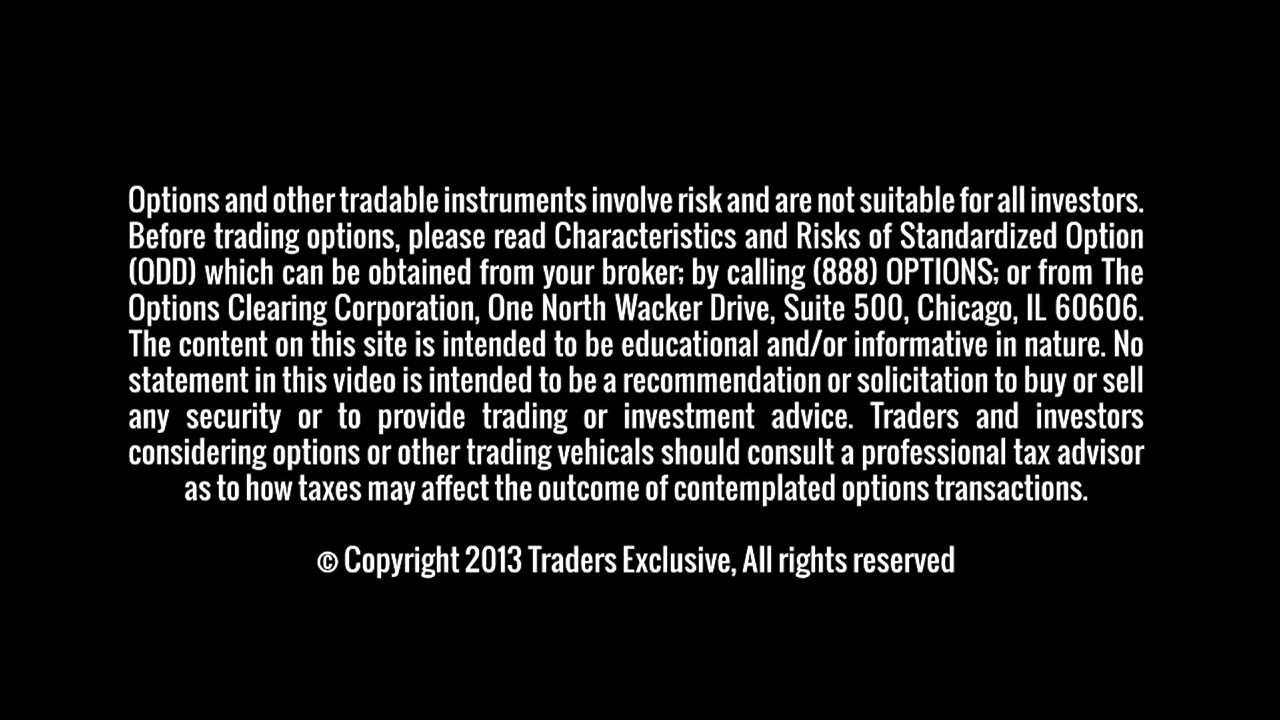 Options and other tradable instruments involve risk and are not suitable for all investors.
Before trading options, please read Characteristics and Risks of Standardized Option
(ODD) which can be obtained from your broker; by calling (888) OPTIONS; or from The
Options Clearing Corporation, One North Wacker Drive, Suite 500, Chicago, IL 60606.
The content on this site is intended to be educational and/or informative in nature. No
statement in this video is intended to be a recommendation or solicitation to buy or sell
any security or to provide trading or investment advice. Traders and investors
considering options or other trading vehicals should consult a professional tax advisor
as to how taxes may affect the outcome of contemplated options transactions.
© Copyright 2013 Traders Exclusive, All rights reserved